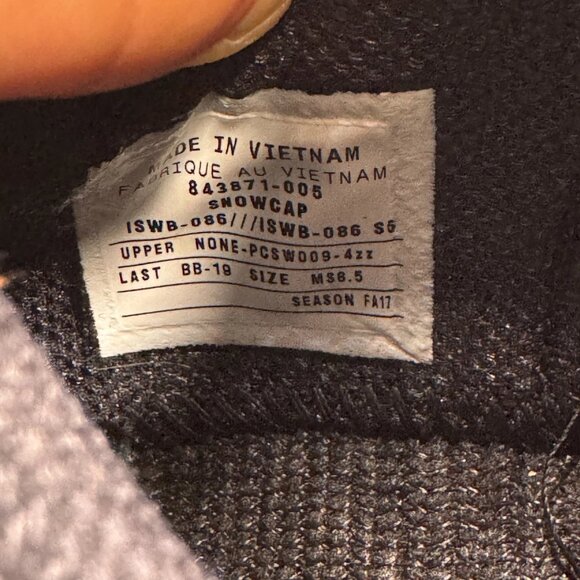 MADE IN VIETNAM
FABRIQUE AU VIETNAM
843871-005
SNOWCAP
ISWB-086///ISWB-086 S6
UPPER NONE-PCSW009-4zz
LAST BB-19 SIZE MS6.5
SEASON FA17